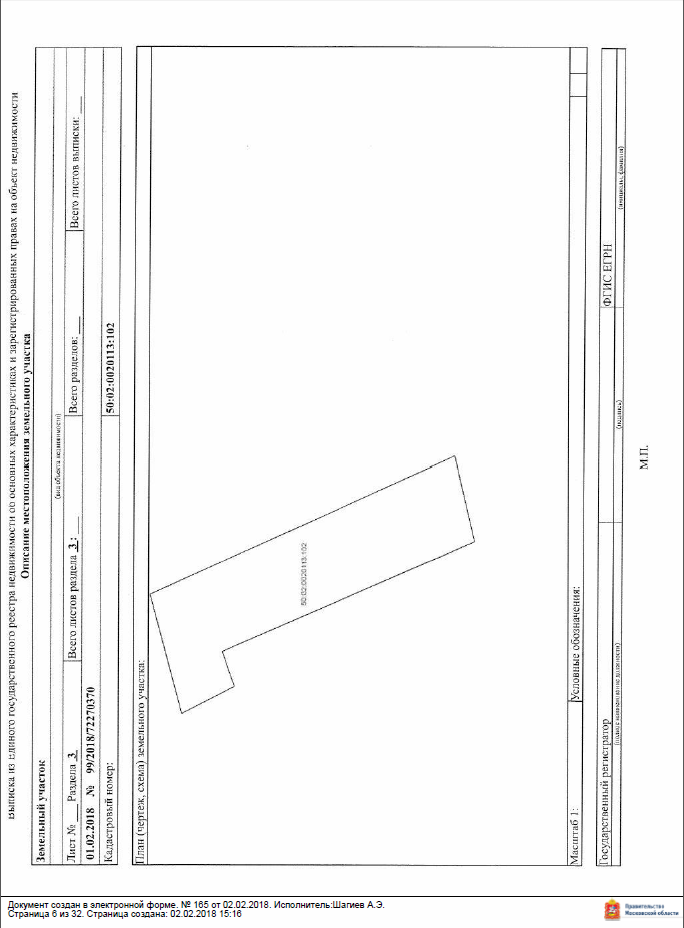 Выписка из Единого государственного реестра недвижимости об основных характеристиках и зарегистрированных правах на объект недвижимости
Описание местоположения земельного участка
Земельный участок
(вид объекта недвижимости)
Лист № ___ Раздела 3 Всего листов раздела 3 : ___ Всего разделов: ___ Всего листов выписки: ___
01.02.2018 № 99/2018/72270370
Кадастровый номер: 50:02:0020113:102
План (чертеж, схема) земельного участка:
50:02:0020113:102
Масштаб 1: Условные обозначения:
Государственный регистратор ФГИС ЕГРН
(полное наименование должности) (подпись) (инициалы, фамилия)
М.П.
Документ создан в электронной форме. № 165 от 02.02.2018. Исполнитель:Шагиев А.Э.
Страница 6 из 32. Страница создана: 02.02.2018 15:16
Правительство
Московской области